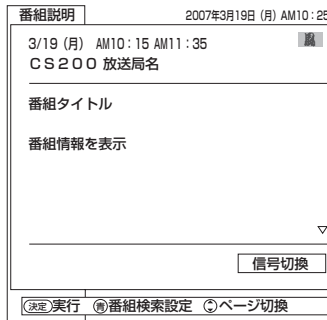 番組説明
2007年3月19日(月) AM10:25
3/19(月) AM10:15 AM11:35
CS200 放送局名
番組タイトル
番組情報を表示
信号切換
決定 実行 青 番組検索設定 ページ切換